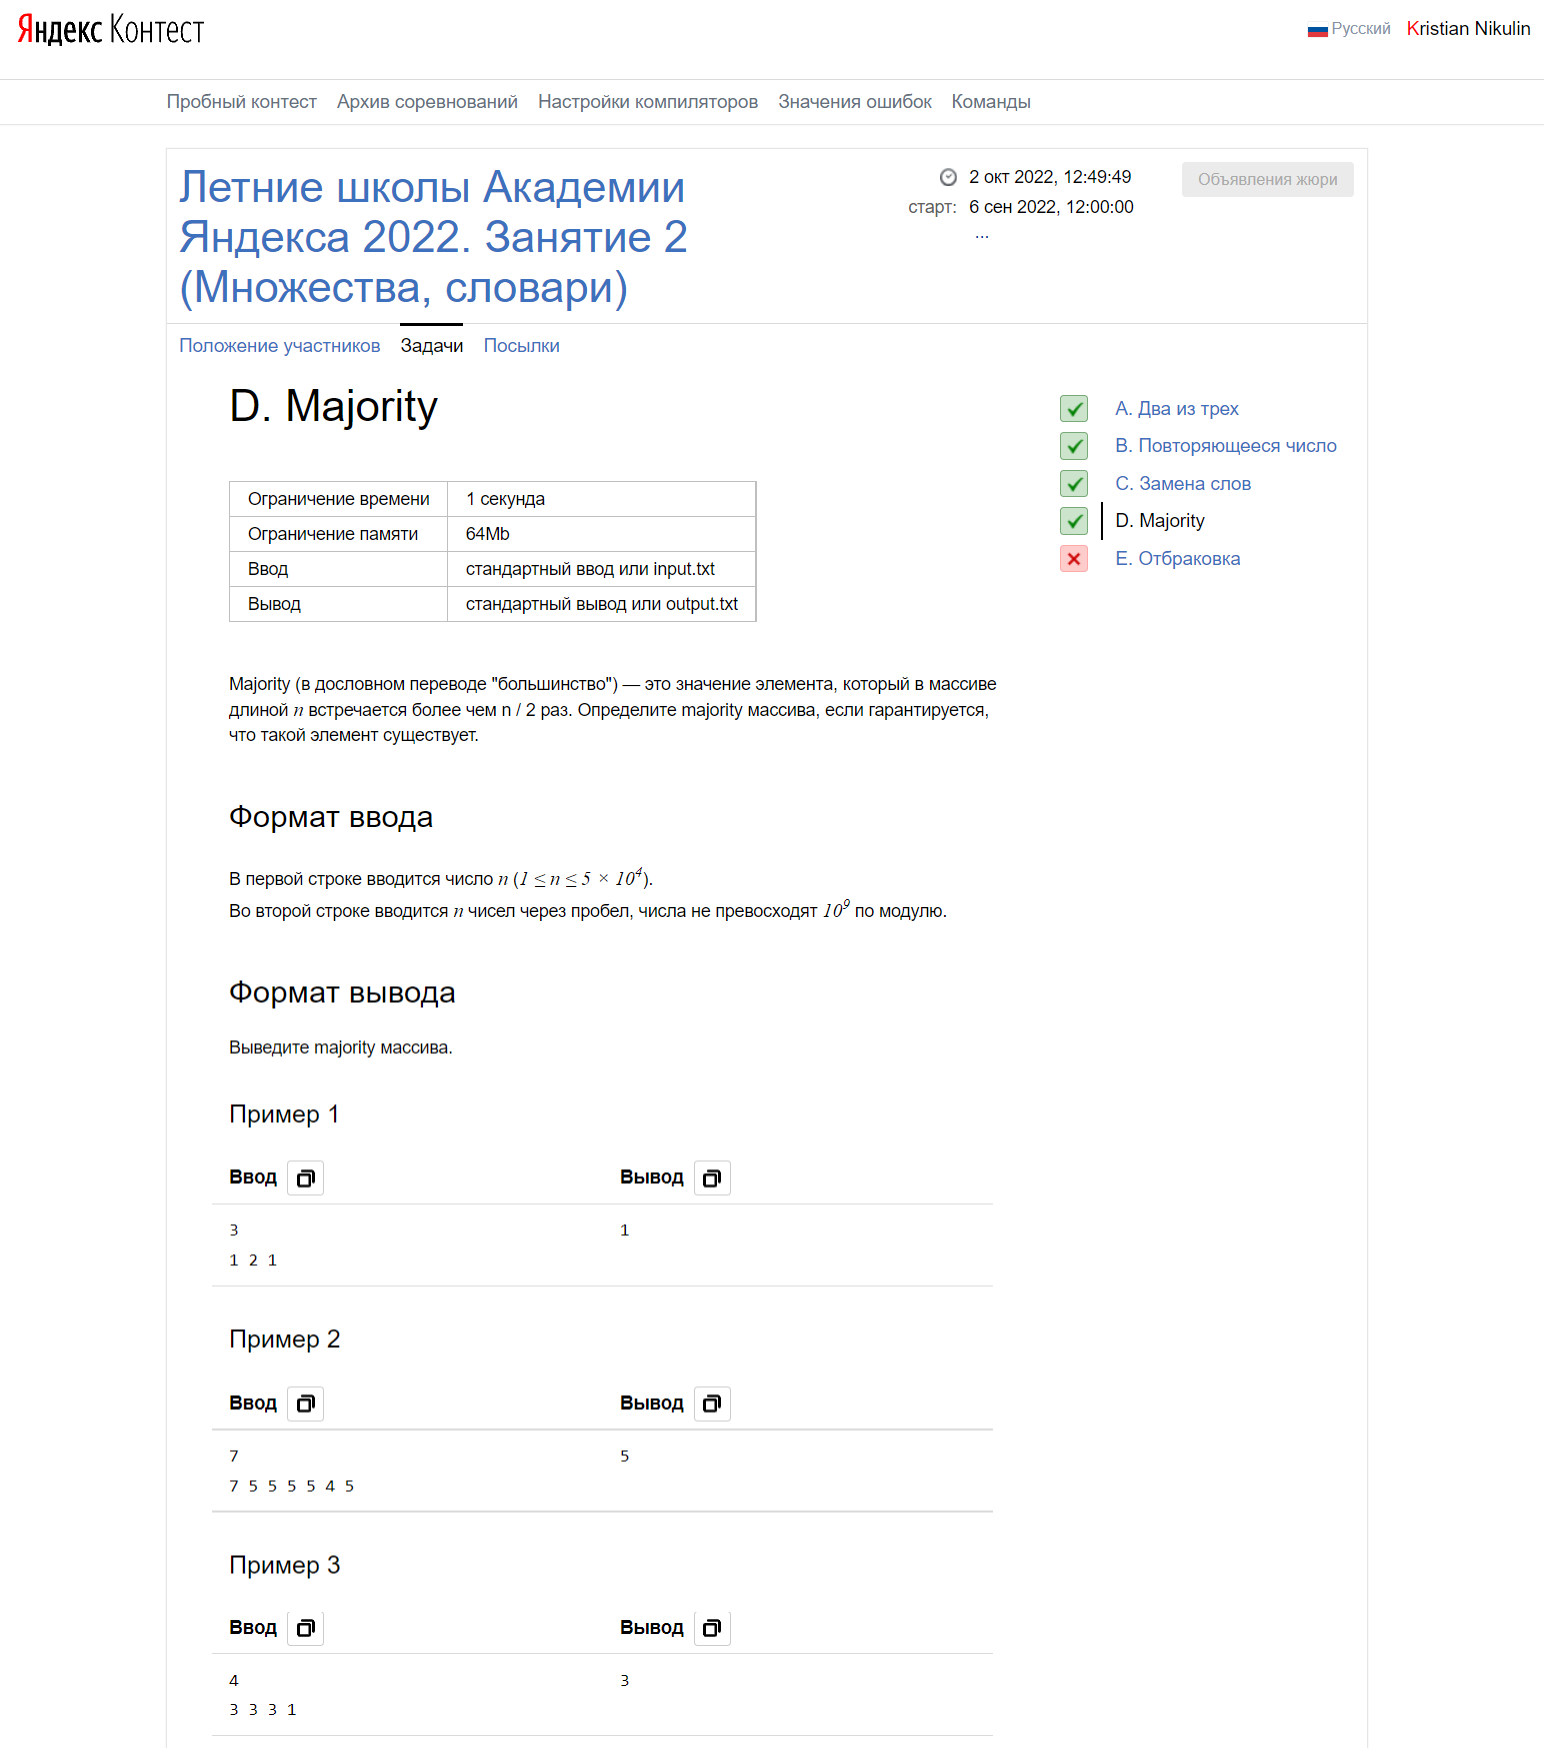 Яндекс Контест
Русский
Kristian Nikulin
Пробный контест Архив соревнований Настройки компиляторов Значения ошибок Команды
Летние школы Академии
Яндекса 2022. Занятие 2
(Множества, словари)
2 окт 2022, 12:49:49
старт: 6 сен 2022, 12:00:00
...
Объявления жюри
Положение участников Задачи Посылки
D. Majority
Ограничение времени 1 секунда
Ограничение памяти 64Mb
Ввод стандартный ввод или input.txt
Вывод стандартный вывод или output.txt
Majority (в дословном переводе "большинство") — это значение элемента, который в массиве
длиной n встречается более чем n / 2 раз. Определите majority массива, если гарантируется,
что такой элемент существует.
Формат ввода
В первой строке вводится число n (1 ≤ n ≤ 5 × 10⁴).
Во второй строке вводится n чисел через пробел, числа не превосходят 10⁹ по модулю.
Формат вывода
Выведите majority массива.
Пример 1
Ввод Вывод
3 1
1 2 1
Пример 2
Ввод Вывод
7 5
7 5 5 5 5 4 5
Пример 3
Ввод Вывод
4 3
3 3 3 1
A. Два из трех
B. Повторяющееся число
C. Замена слов
D. Majority
E. Отбраковка